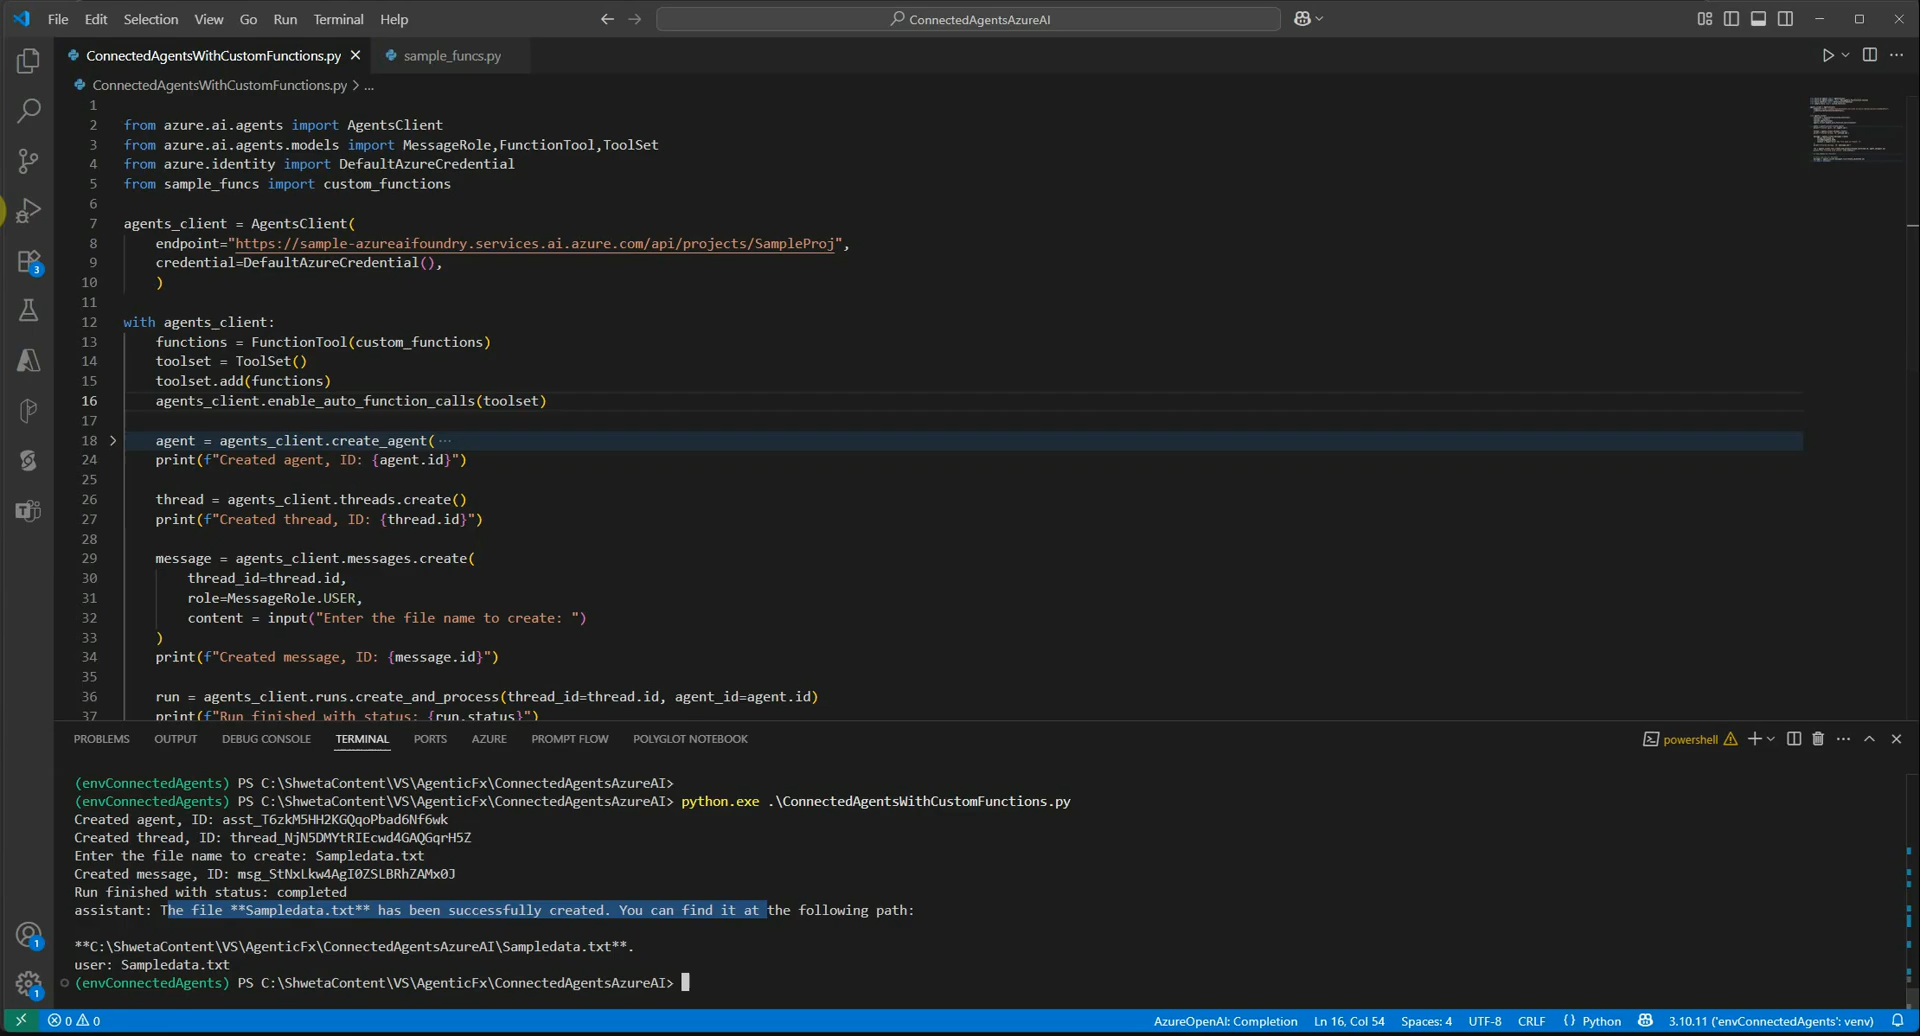 File Edit Selection View Go Run Terminal Help
ConnectedAgentsAzureAI
ConnectedAgentsWithCustomFunctions.py
sample_funcs.py
ConnectedAgentsWithCustomFunctions.py > ...
1
2 from azure.ai.agents import AgentsClient
3 from azure.ai.agents.models import MessageRole,FunctionTool,ToolSet
4 from azure.identity import DefaultAzureCredential
5 from sample_funcs import custom_functions
6
7 agents_client = AgentsClient(
8 endpoint="https://sample-azureaifoundry.services.ai.azure.com/api/projects/SampleProj",
9 credential=DefaultAzureCredential(),
10 )
11
12 with agents_client:
13 functions = FunctionTool(custom_functions)
14 toolset = ToolSet()
15 toolset.add(functions)
16 agents_client.enable_auto_function_calls(toolset)
17
18 agent = agents_client.create_agent( ...
24 print(f"Created agent, ID: {agent.id}")
25
26 thread = agents_client.threads.create()
27 print(f"Created thread, ID: {thread.id}")
28
29 message = agents_client.messages.create(
30 thread_id=thread.id,
31 role=MessageRole.USER,
32 content = input("Enter the file name to create: ")
33 )
34 print(f"Created message, ID: {message.id}")
35
36 run = agents_client.runs.create_and_process(thread_id=thread.id, agent_id=agent.id)
37 print(f"Run finished with status: {run.status}")
PROBLEMS OUTPUT DEBUG CONSOLE TERMINAL PORTS AZURE PROMPT FLOW POLYGLOT NOTEBOOK
powershell
(envConnectedAgents) PS C:\ShwetaContent\VS\AgenticFx\ConnectedAgentsAzureAI>
(envConnectedAgents) PS C:\ShwetaContent\VS\AgenticFx\ConnectedAgentsAzureAI> python.exe .\ConnectedAgentsWithCustomFunctions.py
Created agent, ID: asst_T6zkM5HH2KGQqoPbad6Nf6wk
Created thread, ID: thread_NjN5DMYtRIEcwd4GAQGqrH5Z
Enter the file name to create: Sampledata.txt
Created message, ID: msg_StNxLkw4AgI0ZSLBRhZAMx0J
Run finished with status: completed
assistant: The file **Sampledata.txt** has been successfully created. You can find it at the following path:
**C:\ShwetaContent\VS\AgenticFx\ConnectedAgentsAzureAI\Sampledata.txt**.
user: Sampledata.txt
(envConnectedAgents) PS C:\ShwetaContent\VS\AgenticFx\ConnectedAgentsAzureAI>
3
1
1
0 0
AzureOpenAI: Completion Ln 16, Col 54 Spaces: 4 UTF-8 CRLF {} Python 3.10.11 ('envConnectedAgents': venv)